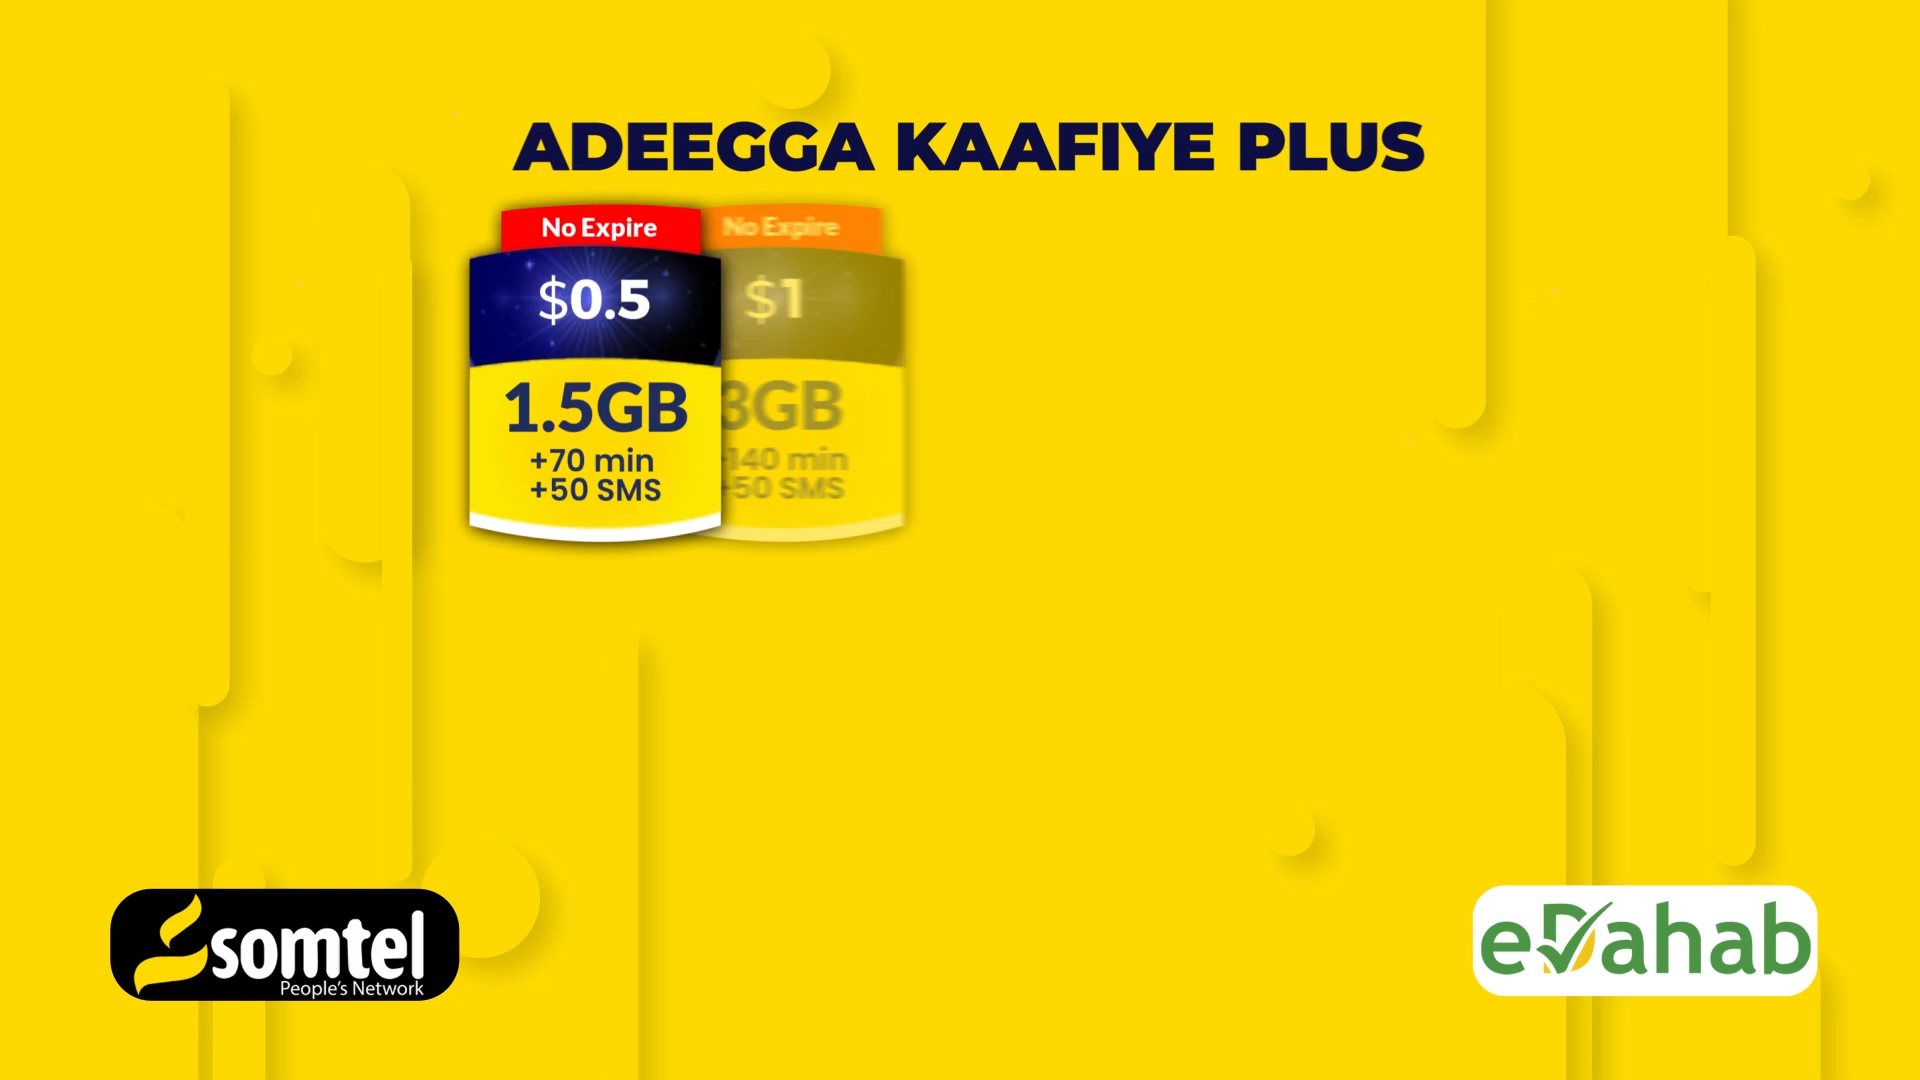 ADEEGGA KAAFIYE PLUS
No Expire
$0.5
1.5GB
+70 min
+50 SMS
No Expire
$1
3GB
+140 min
+50 SMS
somtel
People's Network
eDahab